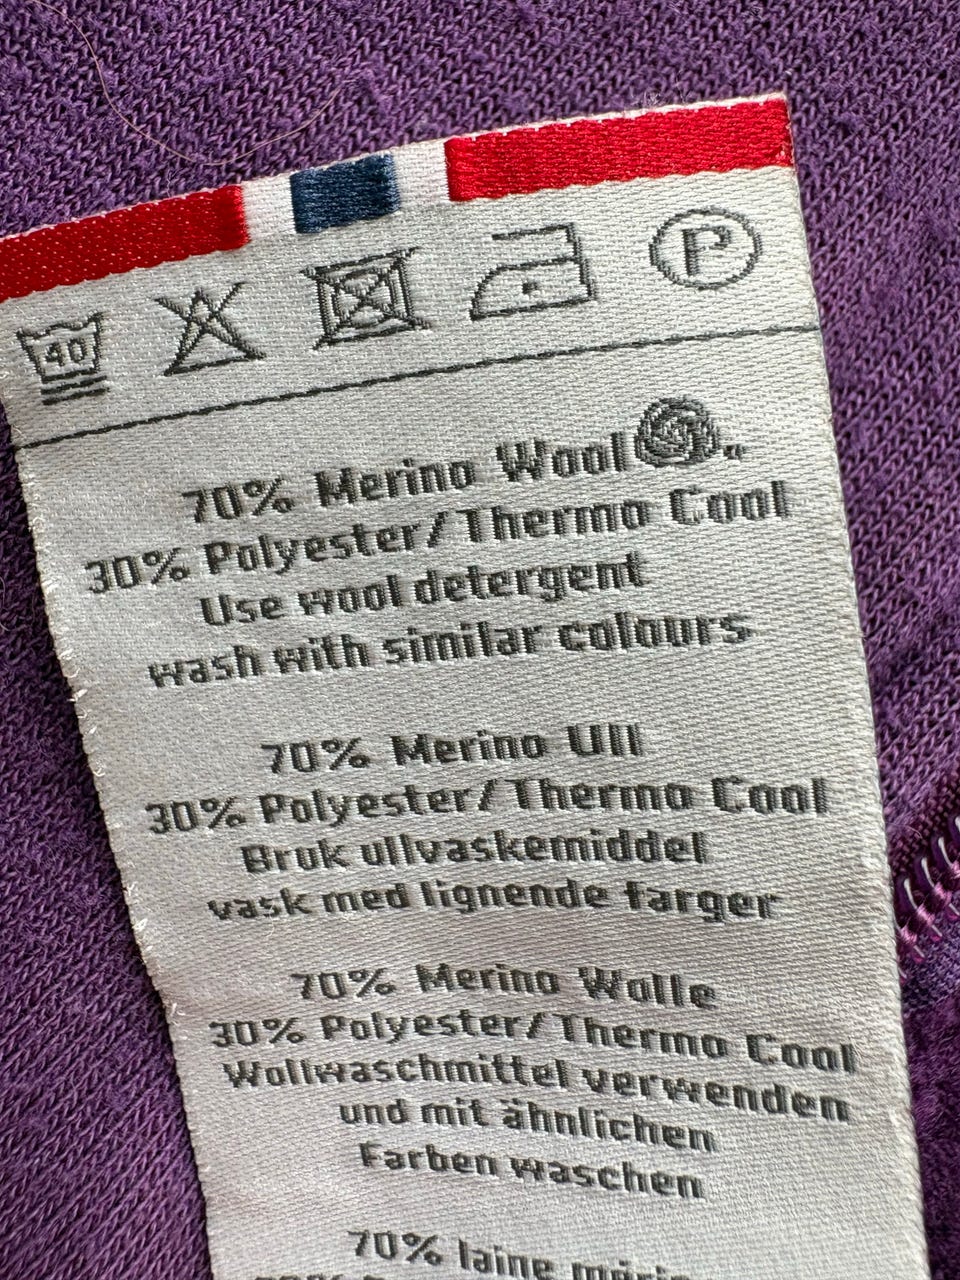 40
P
70% Merino Wool
30% Polyester/Thermo Cool
Use wool detergent
wash with similar colours
70% Merino Ull
30% Polyester/Thermo Cool
Bruk ullvaskemiddel
vask med lignende farger
70% Merino Wolle
30% Polyester/Thermo Cool
Wollwaschmittel verwenden
und mit ähnlichen
Farben waschen
70% laine